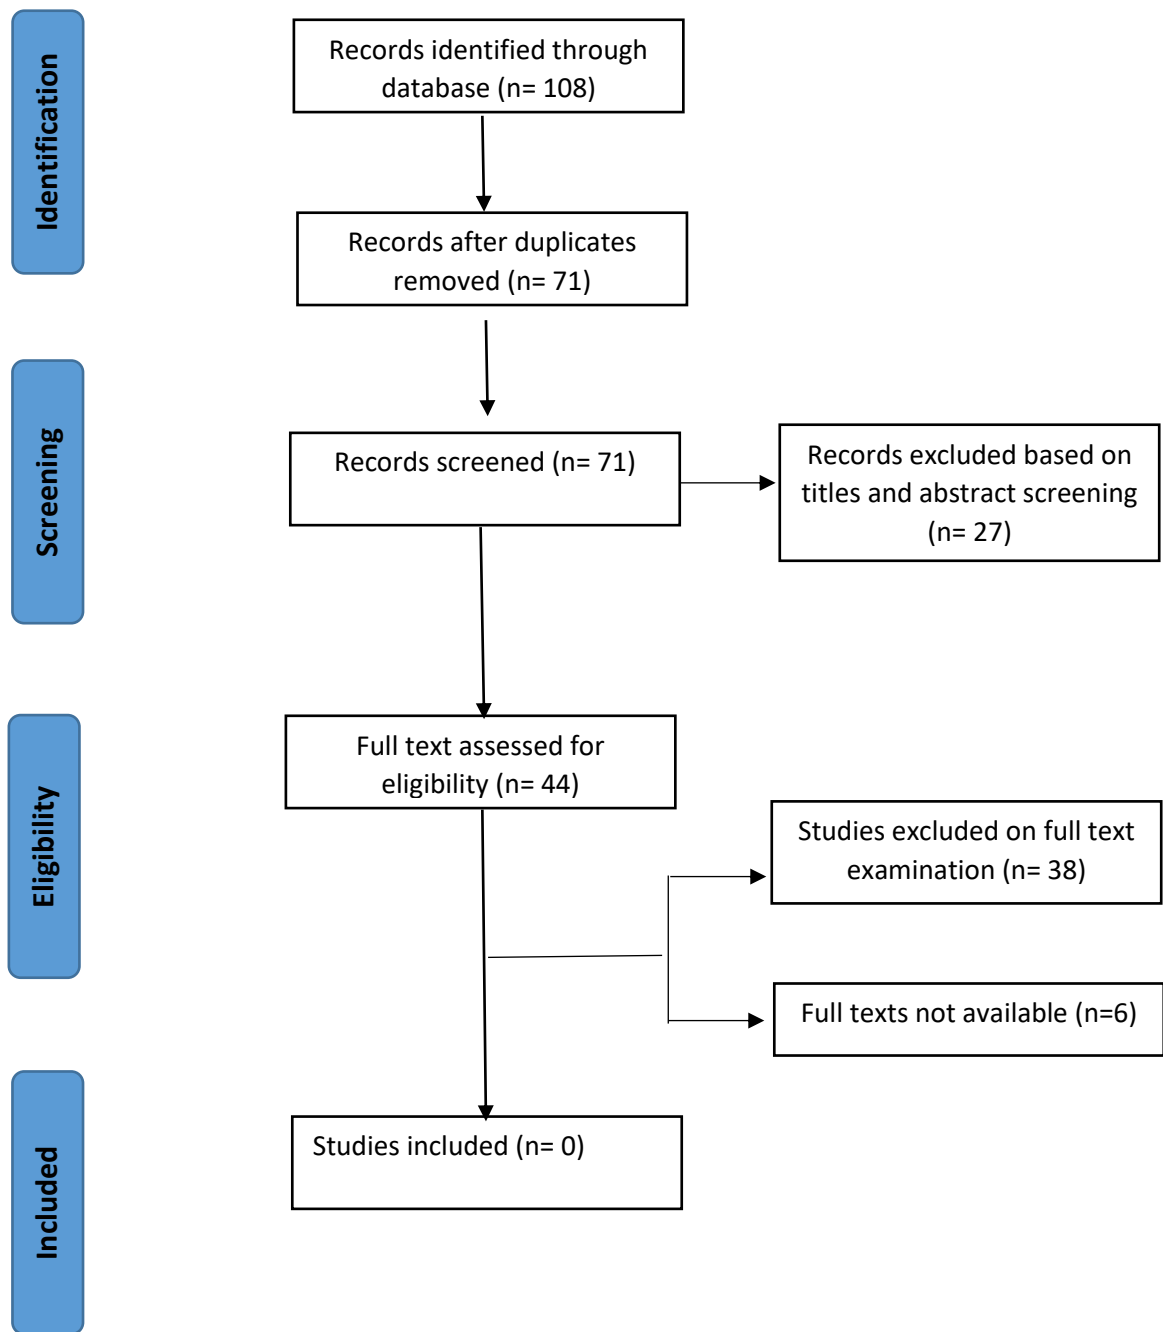 Identification
Records identified through
database (n= 108)
Records after duplicates
removed (n= 71)
Screening
Records screened (n= 71)
Records excluded based on
titles and abstract screening
(n= 27)
Eligibility
Full text assessed for
eligibility (n= 44)
Studies excluded on full text
examination (n= 38)
Full texts not available (n=6)
Included
Studies included (n= 0)